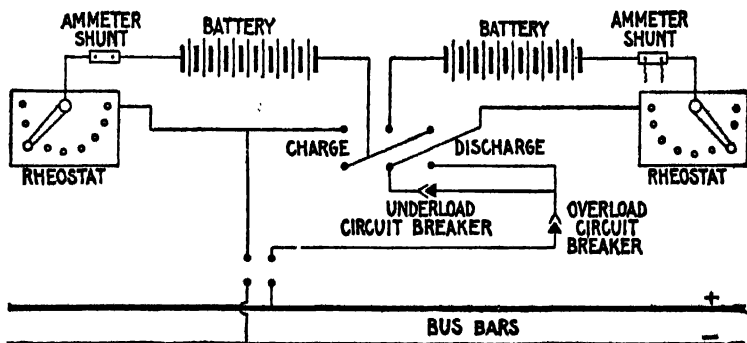 AMMETER
SHUNT
BATTERY
BATTERY
AMMETER
SHUNT
CHARGE
DISCHARGE
RHEOSTAT
RHEOSTAT
UNDERLOAD
CIRCUIT BREAKER
OVERLOAD
CIRCUIT
BREAKER
+
BUS BARS
−